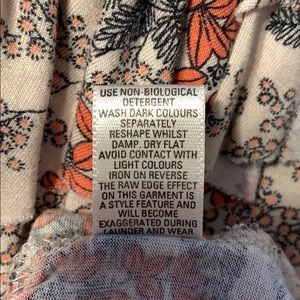 USE NON-BIOLOGICAL
DETERGENT
WASH DARK COLOURS
SEPARATELY
RESHAPE WHILST
DAMP. DRY FLAT
AVOID CONTACT WITH
LIGHT COLOURS
IRON ON REVERSE
THE RAW EDGE EFFECT
ON THIS GARMENT IS
A STYLE FEATURE AND
WILL BECOME
EXAGGERATED DURING
LAUNDER AND WEAR